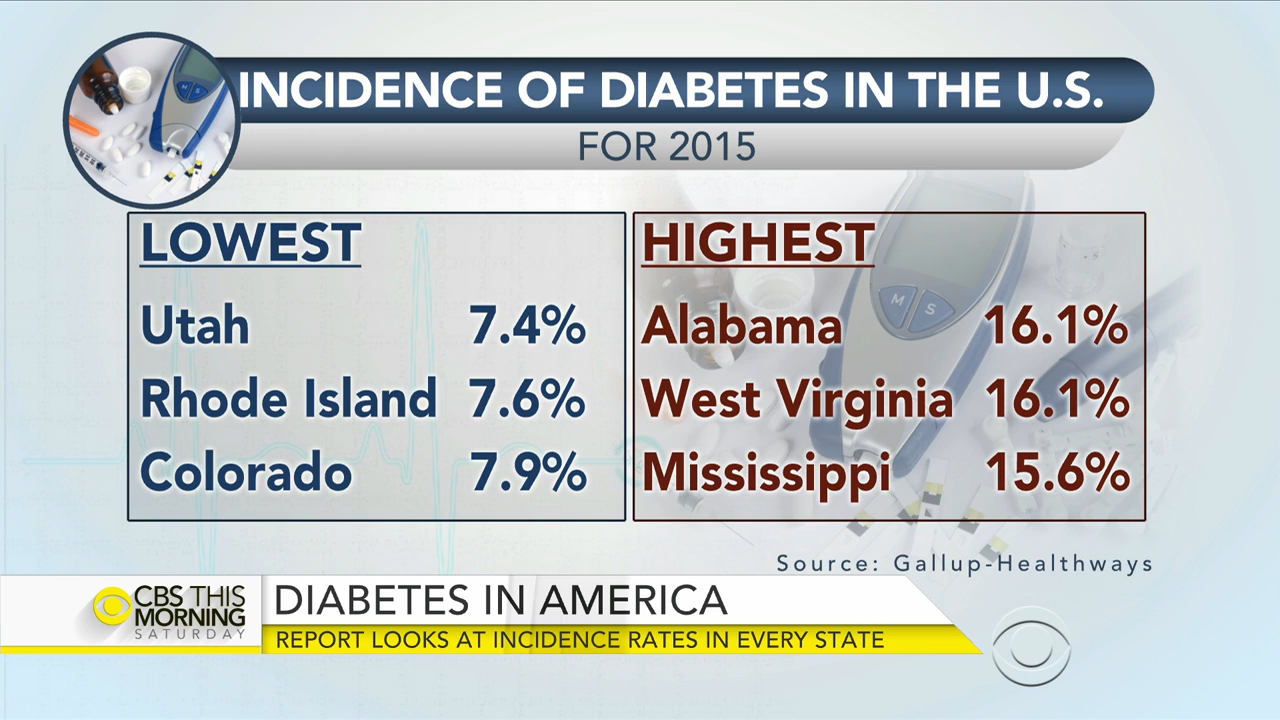 INCIDENCE OF DIABETES IN THE U.S.
FOR 2015
LOWEST
Utah 7.4%
Rhode Island 7.6%
Colorado 7.9%
HIGHEST
Alabama 16.1%
West Virginia 16.1%
Mississippi 15.6%
M S
Source: Gallup-Healthways
CBS THIS
MORNING
SATURDAY
DIABETES IN AMERICA
REPORT LOOKS AT INCIDENCE RATES IN EVERY STATE